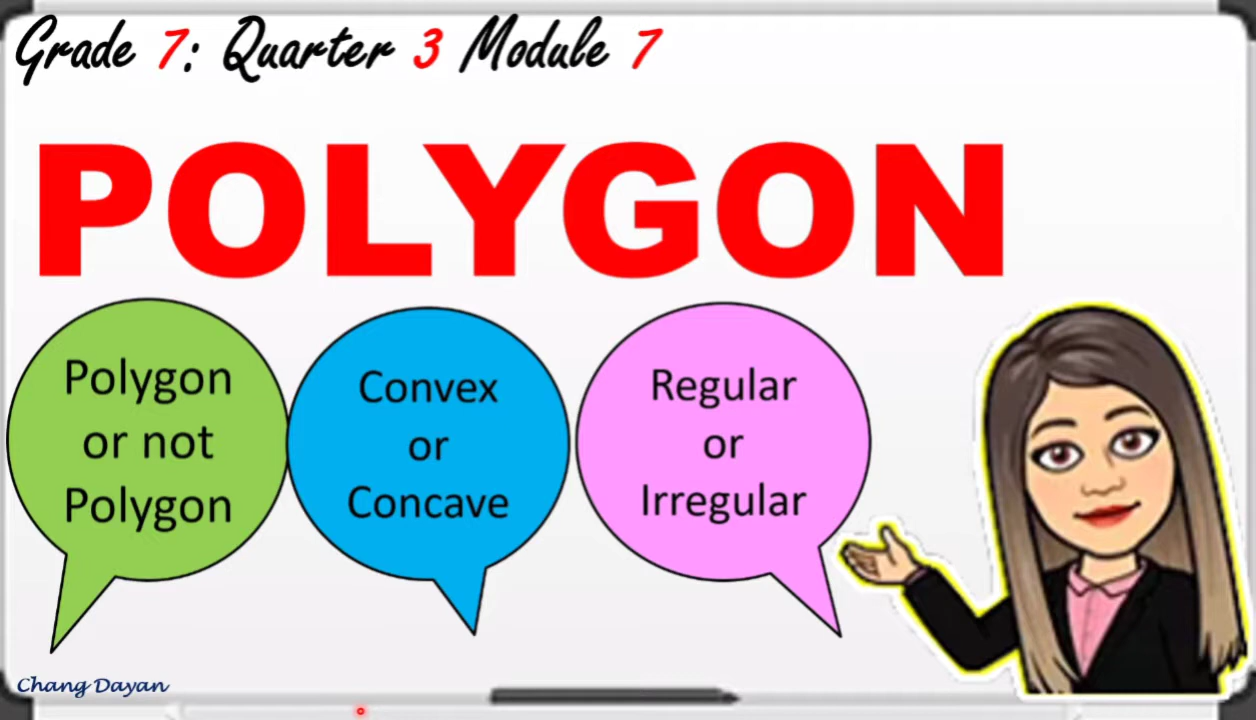 Grade 7: Quarter 3 Module 7
POLYGON
Polygon
or not
Polygon
Convex
or
Concave
Regular
or
Irregular
Chang Dayan